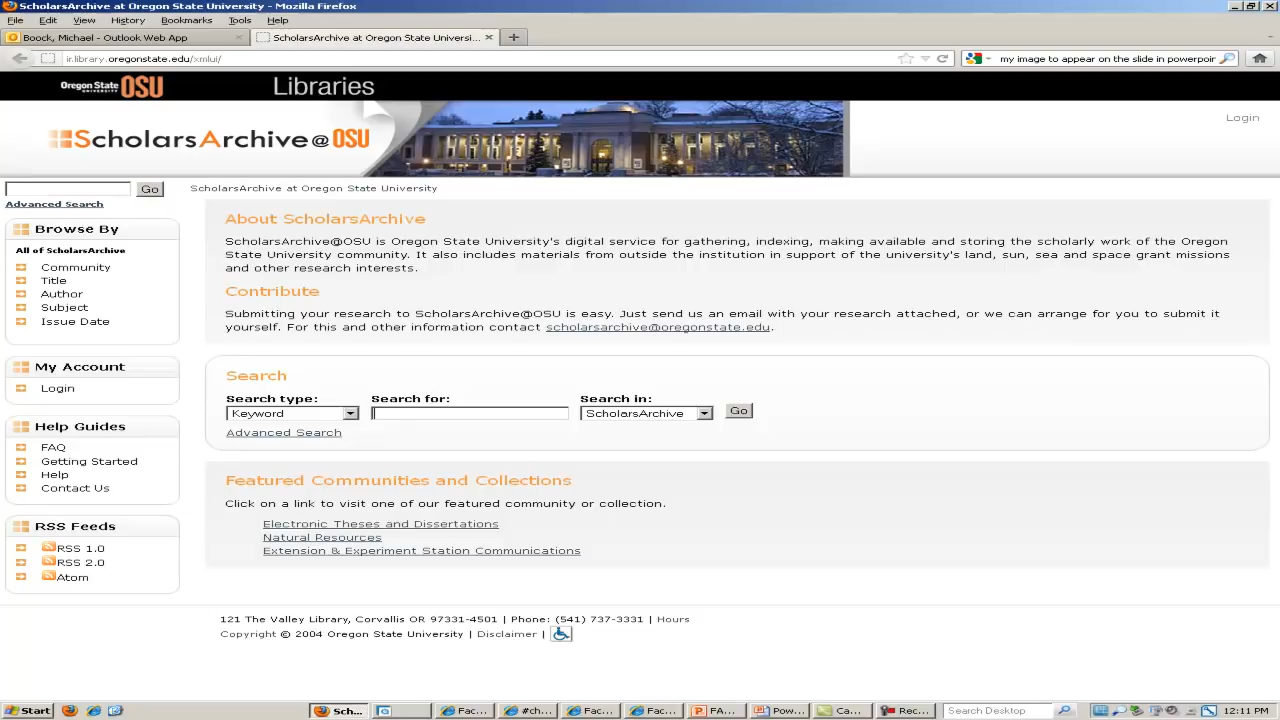 ScholarsArchive at Oregon State University - Mozilla Firefox
File Edit View History Bookmarks Tools Help
Boock, Michael - Outlook Web App
ScholarsArchive at Oregon State Universi...
ir.library.oregonstate.edu/xmlui/
my image to appear on the slide in powerpoir
Oregon State UNIVERSITY OSU Libraries
ScholarsArchive@OSU
Login
Go
ScholarsArchive at Oregon State University
Advanced Search
Browse By
All of ScholarsArchive
Community
Title
Author
Subject
Issue Date
My Account
Login
Help Guides
FAQ
Getting Started
Help
Contact Us
RSS Feeds
RSS 1.0
RSS 2.0
Atom
About ScholarsArchive
ScholarsArchive@OSU is Oregon State University's digital service for gathering, indexing, making available and storing the scholarly work of the Oregon
State University community. It also includes materials from outside the institution in support of the university's land, sun, sea and space grant missions
and other research interests.
Contribute
Submitting your research to ScholarsArchive@OSU is easy. Just send us an email with your research attached, or we can arrange for you to submit it
yourself. For this and other information contact scholarsarchive@oregonstate.edu.
Search
Search type: Search for: Search in:
Keyword ScholarsArchive Go
Advanced Search
Featured Communities and Collections
Click on a link to visit one of our featured community or collection.
Electronic Theses and Dissertations
Natural Resources
Extension & Experiment Station Communications
121 The Valley Library, Corvallis OR 97331-4501 | Phone: (541) 737-3331 | Hours
Copyright © 2004 Oregon State University | Disclaimer |
Start Sch... Fac... #ch... Fac... Fac... FA... Pow... Ca... Rec... Search Desktop 12:11 PM